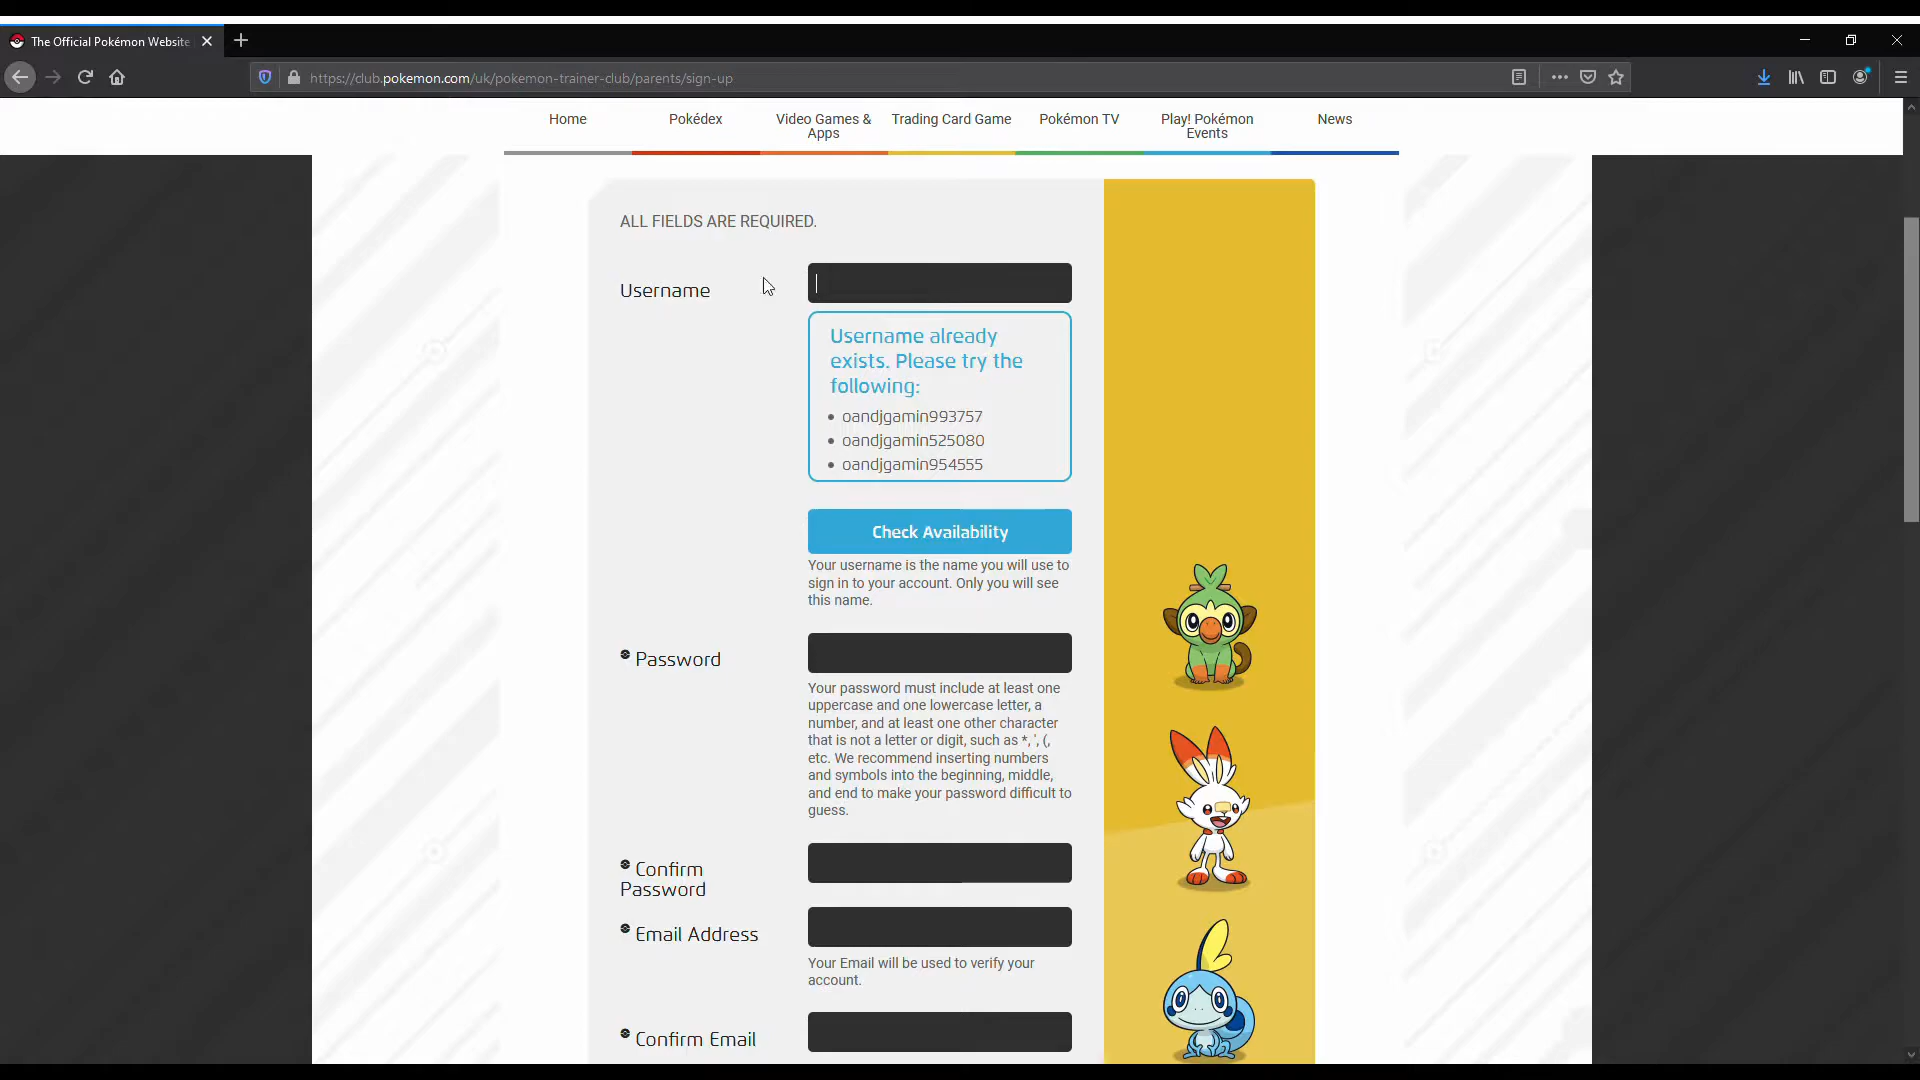 The Official Pokémon Website
https://club.pokemon.com/uk/pokemon-trainer-club/parents/sign-up
Home
Pokédex
Video Games &
Apps
Trading Card Game
Pokémon TV
Play! Pokémon
Events
News
ALL FIELDS ARE REQUIRED.
Username
Username already
exists. Please try the
following:
oandjgamin993757
oandjgamin525080
oandjgamin954555
Check Availability
Your username is the name you will use to
sign in to your account. Only you will see
this name.
Password
Your password must include at least one
uppercase and one lowercase letter, a
number, and at least one other character
that is not a letter or digit, such as *, ', (,
etc. We recommend inserting numbers
and symbols into the beginning, middle,
and end to make your password difficult to
guess.
Confirm
Password
Email Address
Your Email will be used to verify your
account.
Confirm Email